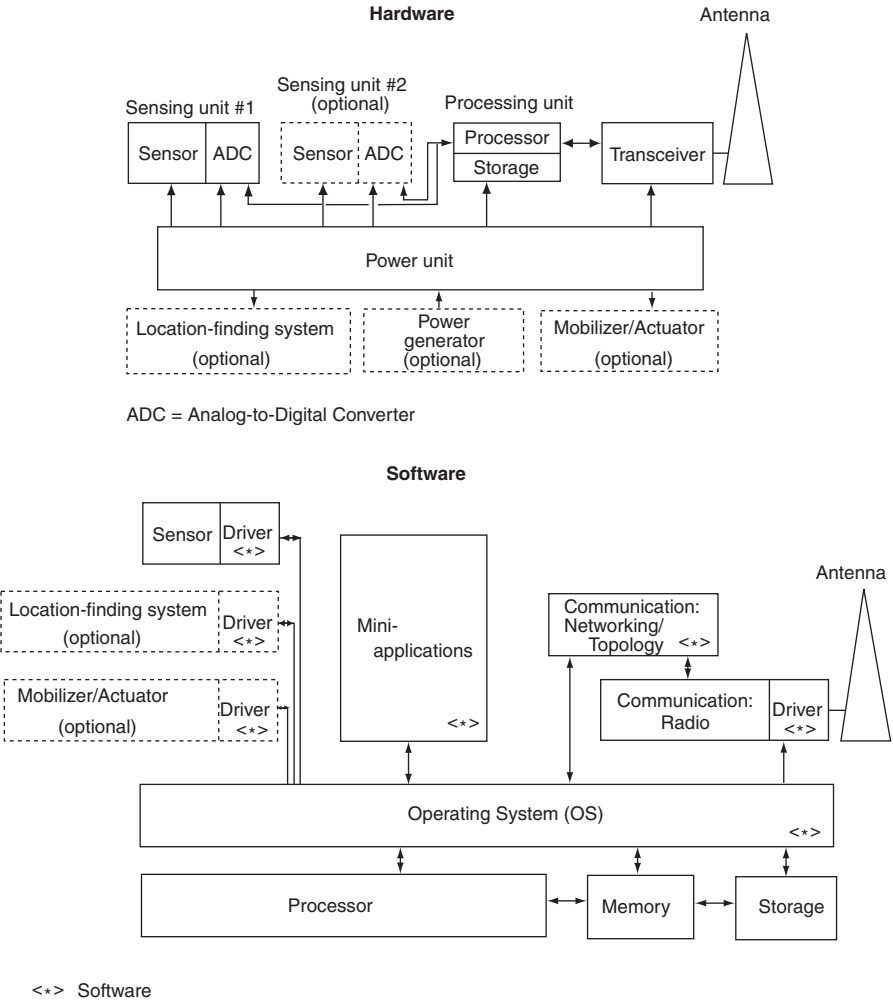 Hardware
Antenna
Sensing unit #1
Sensing unit #2
(optional)
Processing unit
Sensor
ADC
Sensor
ADC
Processor
Storage
Transceiver
Power unit
Location-finding system
(optional)
Power
generator
(optional)
Mobilizer/Actuator
(optional)
ADC = Analog-to-Digital Converter
Software
Sensor
Driver
<*>
Location-finding system
(optional)
Driver
<*>
Mobilizer/Actuator
(optional)
Driver
<*>
Mini-
applications
<*>
Communication:
Networking/
Topology <*>
Communication:
Radio
Driver
<*>
Antenna
Operating System (OS)
<*>
Processor
Memory
Storage
<*> Software